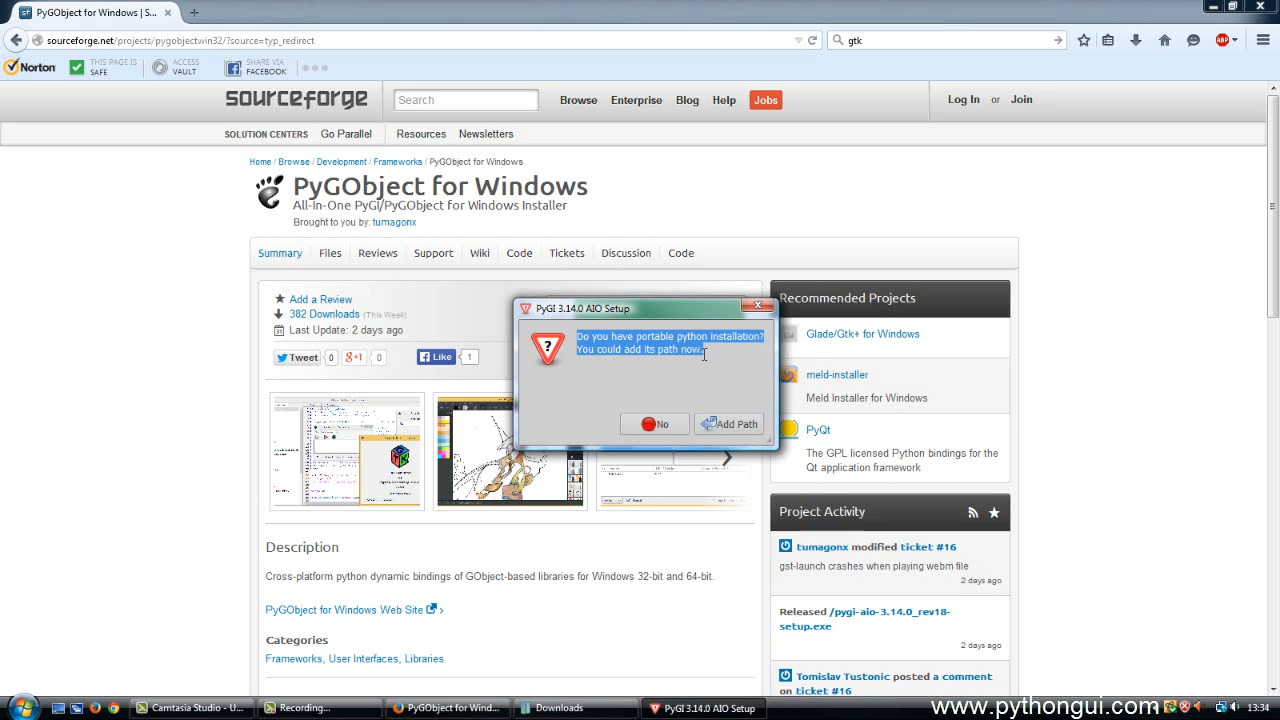 PyGObject for Windows | S...
sourceforge.net/projects/pygobjectwin32/?source=typ_redirect
gtk
ABP
Norton
THIS PAGE IS
SAFE
ACCESS
VAULT
SHARE VIA
FACEBOOK
sourceforge
Search
Browse Enterprise Blog Help Jobs
Log In or Join
SOLUTION CENTERS Go Parallel Resources Newsletters
Home / Browse / Development / Frameworks / PyGObject for Windows
PyGObject for Windows
All-In-One PyGI/PyGObject for Windows Installer
Brought to you by: tumagonx
Summary Files Reviews Support Wiki Code Tickets Discussion Code
Add a Review
382 Downloads (This Week)
Last Update: 2 days ago
Tweet 0 g+1 0 Like 1
PyGI 3.14.0 AIO Setup
Do you have portable python installation?
You could add its path now.
No Add Path
Recommended Projects
Glade/Gtk+ for Windows
meld-installer
Meld Installer for Windows
PyQt
The GPL licensed Python bindings for the
Qt application framework
Project Activity
tumagonx modified ticket #16
gst-launch crashes when playing webm file
2 days ago
Released /pygi-aio-3.14.0_rev18-
setup.exe
2 days ago
Tomislav Tustonic posted a comment
on ticket #16
Description
Cross-platform python dynamic bindings of GObject-based libraries for Windows 32-bit and 64-bit.
PyGObject for Windows Web Site
Categories
Frameworks, User Interfaces, Libraries
Camtasia Studio - U...
Recording...
PyGObject for Wind...
Downloads
PyGI 3.14.0 AIO Setup
www.pythongui.com
13:34